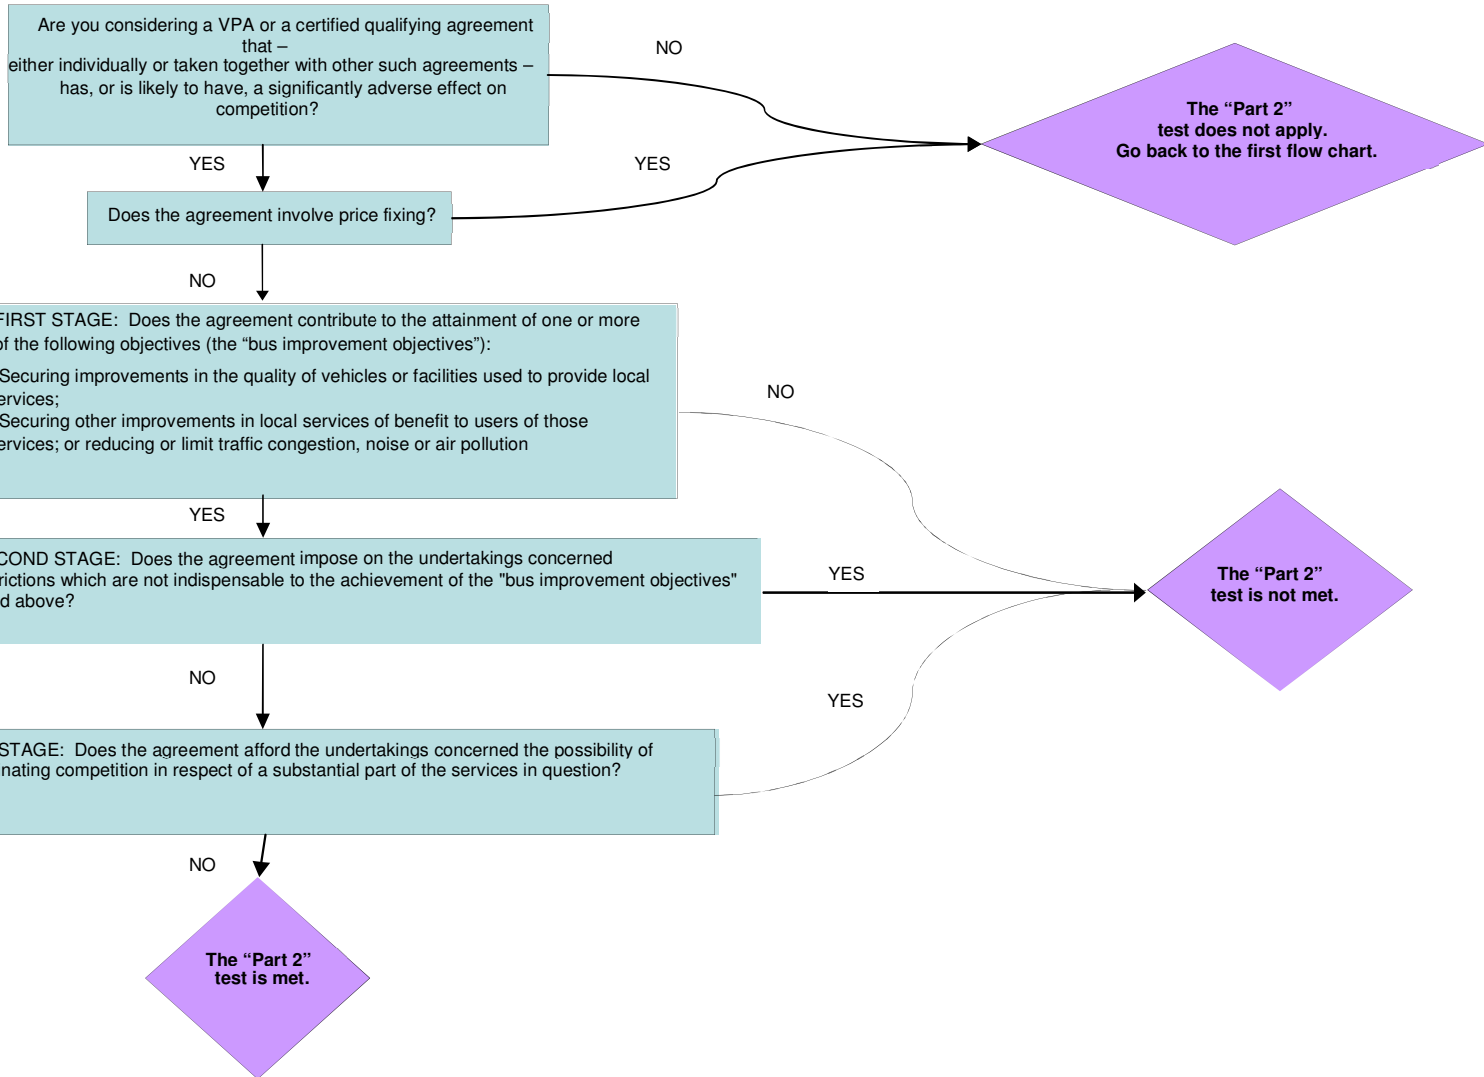 Are you considering a VPA or a certified qualifying agreement
that –
either individually or taken together with other such agreements –
has, or is likely to have, a significantly adverse effect on
competition?
NO
The “Part 2”
test does not apply.
Go back to the first flow chart.
YES
YES
Does the agreement involve price fixing?
NO
FIRST STAGE: Does the agreement contribute to the attainment of one or more
of the following objectives (the “bus improvement objectives”):
Securing improvements in the quality of vehicles or facilities used to provide local
ervices;
Securing other improvements in local services of benefit to users of those
ervices; or reducing or limit traffic congestion, noise or air pollution
NO
YES
COND STAGE: Does the agreement impose on the undertakings concerned
rictions which are not indispensable to the achievement of the "bus improvement objectives"
d above?
YES
The “Part 2”
test is not met.
NO
YES
STAGE: Does the agreement afford the undertakings concerned the possibility of
nating competition in respect of a substantial part of the services in question?
NO
The “Part 2”
test is met.